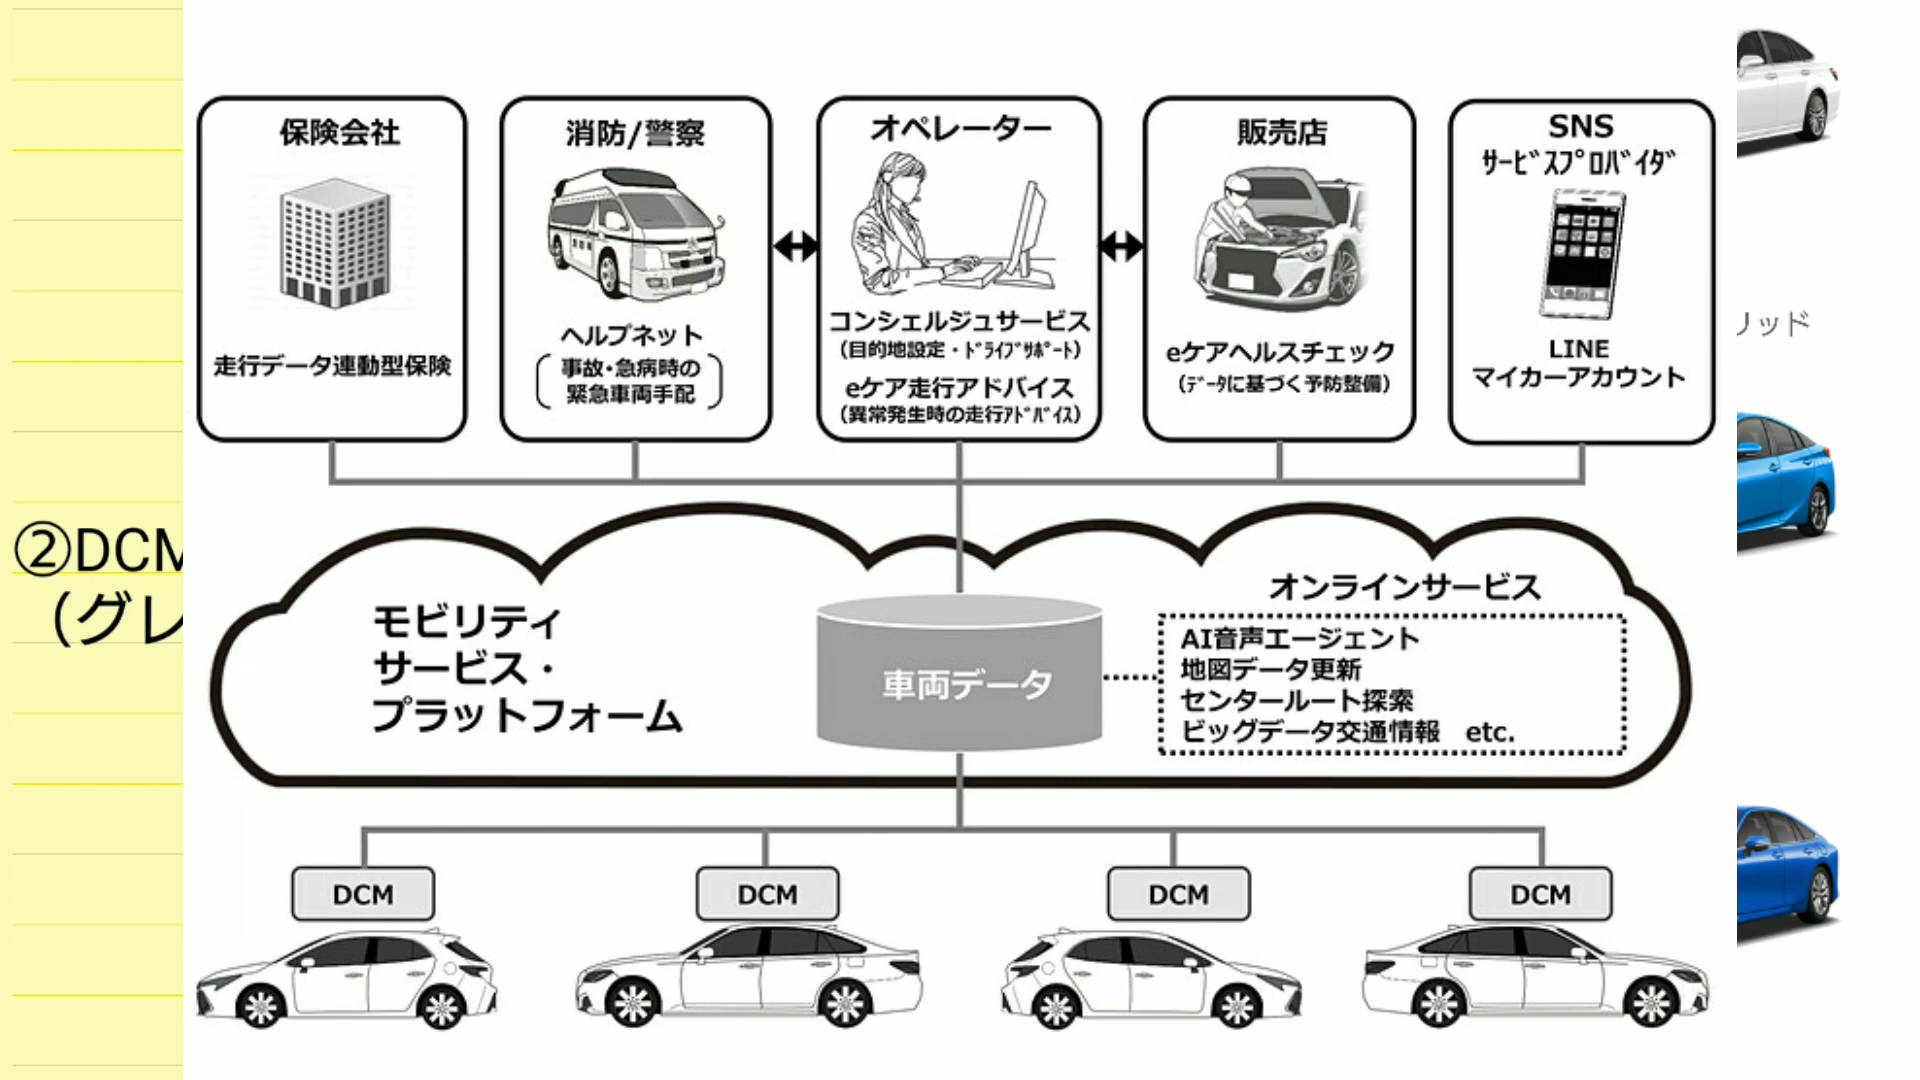 保険会社
走行データ連動型保険
消防/警察
ヘルプネット
事故・急病時の
緊急車両手配
オペレーター
コンシェルジュサービス
(目的地設定・ﾄﾞﾗｲﾌﾞｻﾎﾟｰﾄ)
eケア走行アドバイス
(異常発生時の走行ｱﾄﾞﾊﾞｲｽ)
販売店
eケアヘルスチェック
(ﾃﾞｰﾀに基づく予防整備)
SNS
ｻｰﾋﾞｽﾌﾟﾛﾊﾞｲﾀﾞ
LINE
マイカーアカウント
リッド
②DCM
(グレ
モビリティ
サービス・
プラットフォーム
車両データ
オンラインサービス
AI音声エージェント
地図データ更新
センタールート探索
ビッグデータ交通情報 etc.
DCM
DCM
DCM
DCM